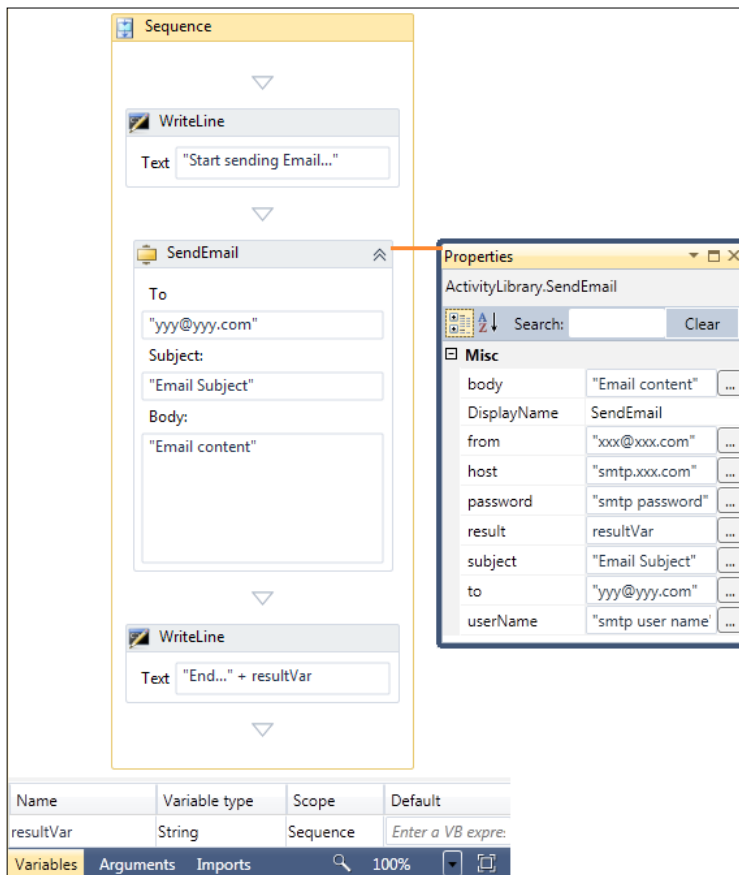 Sequence
WriteLine
Text "Start sending Email..."
SendEmail
To
"yyy@yyy.com"
Subject:
"Email Subject"
Body:
"Email content"
WriteLine
Text "End..." + resultVar
Properties
ActivityLibrary.SendEmail
Search: Clear
Misc
body "Email content" ...
DisplayName SendEmail
from "xxx@xxx.com" ...
host "smtp.xxx.com" ...
password "smtp password" ...
result resultVar ...
subject "Email Subject" ...
to "yyy@yyy.com" ...
userName "smtp user name' ...
Name Variable type Scope Default
resultVar String Sequence Enter a VB expre:
Variables Arguments Imports 100%